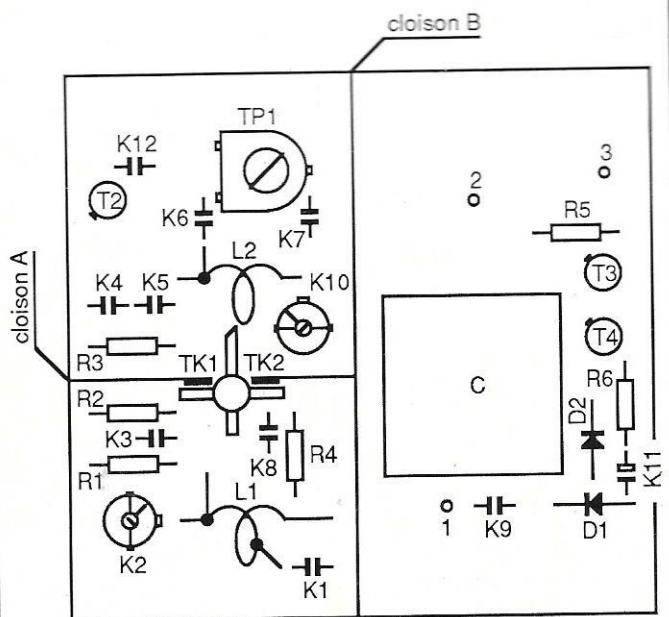 cloison B
TP1
K12
T2
K6
K7
2
3
R5
L2
T3
K4
K5
K10
cloison A
T4
R3
TK1
TK2
C
R6
D2
R2
K3
K8
R4
K11
R1
L1
1
K9
D1
K2
K1